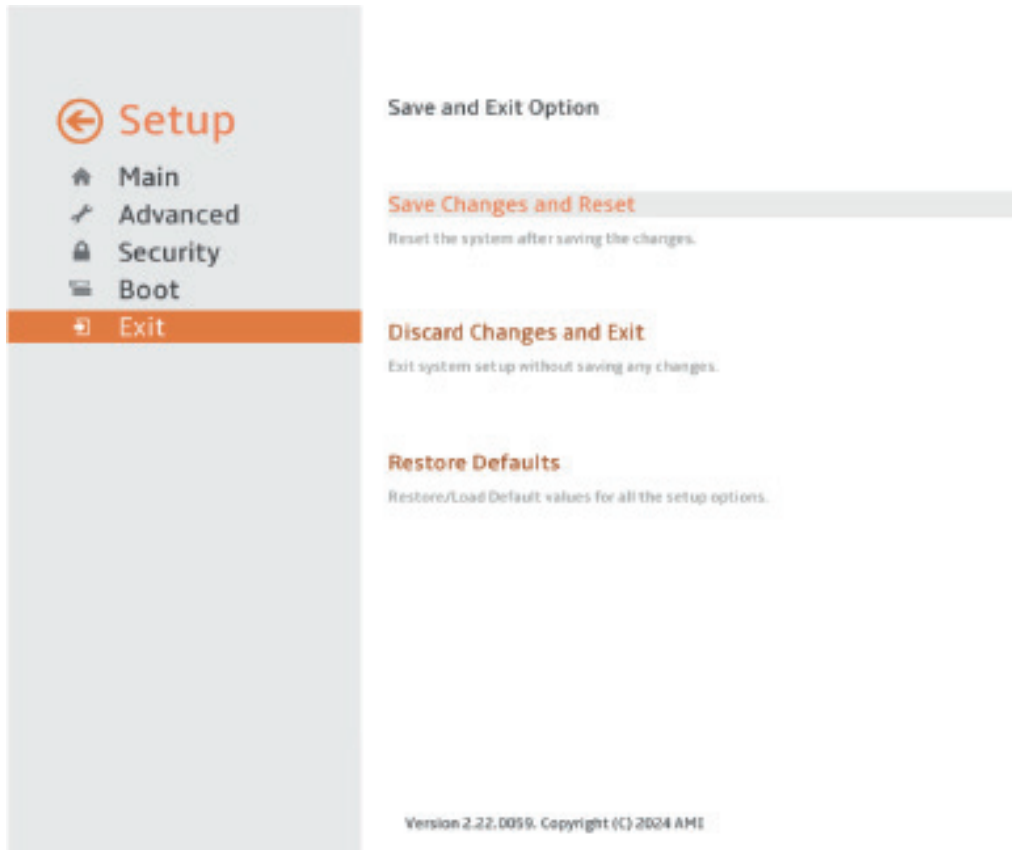 Setup
Main
Advanced
Security
Boot
Exit
Save and Exit Option
Save Changes and Reset
Reset the system after saving the changes.
Discard Changes and Exit
Exit system setup without saving any changes.
Restore Defaults
Restore/Load Default values for all the setup options.
Version 2.22.0059. Copyright (C) 2024 AMI